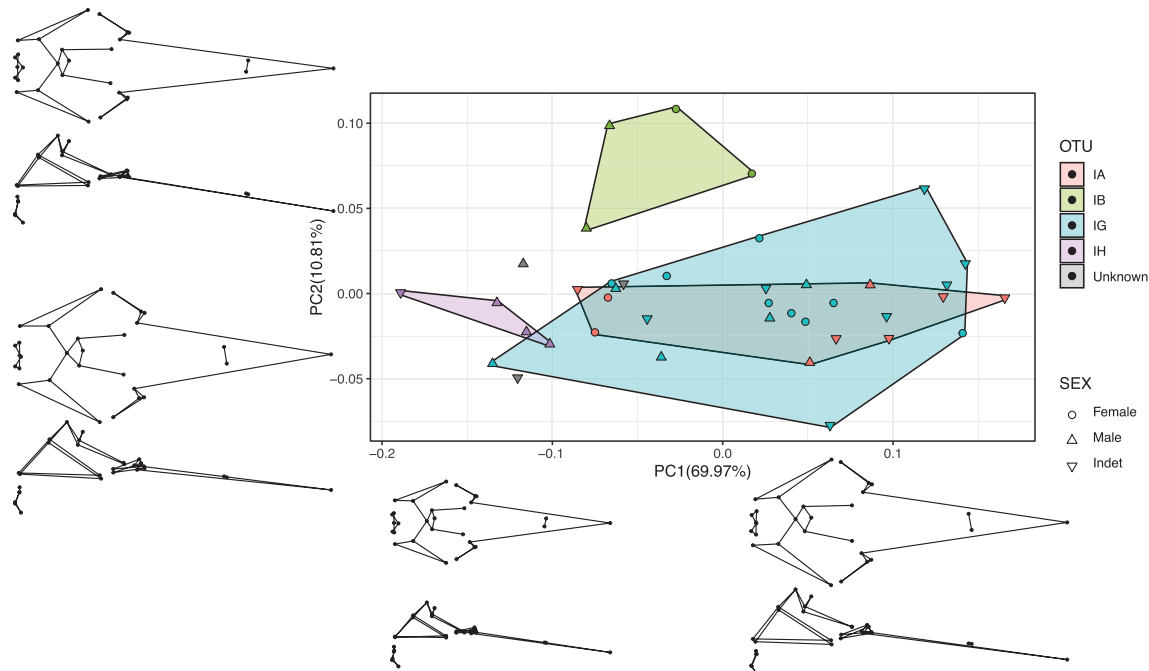 0.10
0.05
0.00
−0.05
PC2(10.81%)
−0.2
−0.1
0.0
0.1
PC1(69.97%)
OTU
IA
IB
IG
IH
Unknown
SEX
Female
Male
Indet